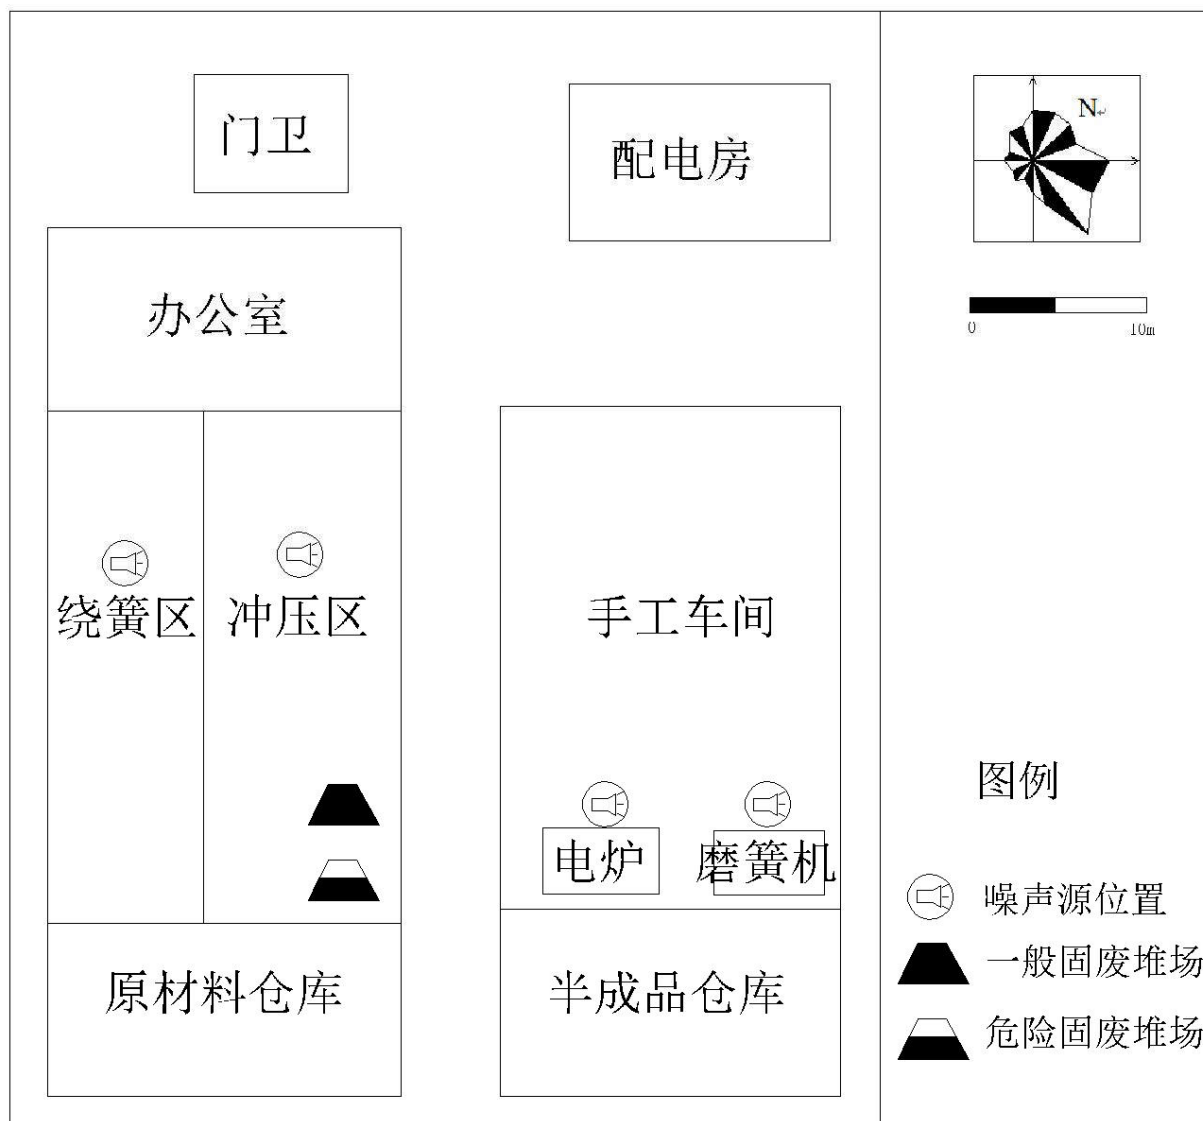 门卫
配电房
N
办公室
0 10m
绕簧区
冲压区
手工车间
图例
电炉
磨簧机
噪声源位置
一般固废堆场
原材料仓库
半成品仓库
危险固废堆场